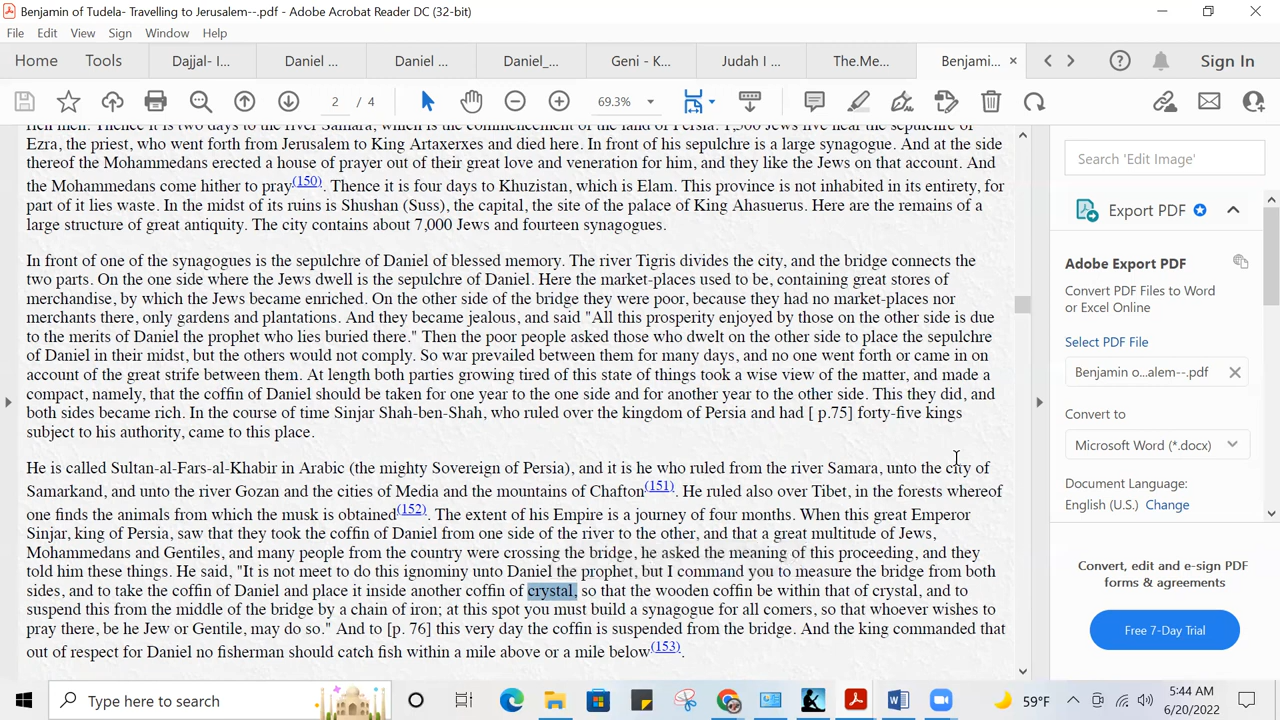 Benjamin of Tudela- Travelling to Jerusalem--.pdf - Adobe Acrobat Reader DC (32-bit)
File Edit View Sign Window Help
Home Tools Dajjal- I... Daniel ... Daniel ... Daniel_... Geni - K... Judah I ... The.Me... Benjami... Sign In
2 / 4 69.3%
rich men. Thence it is two days to the river Samara, which is the commencement of the land of Persia. 1,500 Jews live near the sepulchre of
Ezra, the priest, who went forth from Jerusalem to King Artaxerxes and died here. In front of his sepulchre is a large synagogue. And at the side
thereof the Mohammedans erected a house of prayer out of their great love and veneration for him, and they like the Jews on that account. And
the Mohammedans come hither to pray(150). Thence it is four days to Khuzistan, which is Elam. This province is not inhabited in its entirety, for
part of it lies waste. In the midst of its ruins is Shushan (Suss), the capital, the site of the palace of King Ahasuerus. Here are the remains of a
large structure of great antiquity. The city contains about 7,000 Jews and fourteen synagogues.
In front of one of the synagogues is the sepulchre of Daniel of blessed memory. The river Tigris divides the city, and the bridge connects the
two parts. On the one side where the Jews dwell is the sepulchre of Daniel. Here the market-places used to be, containing great stores of
merchandise, by which the Jews became enriched. On the other side of the bridge they were poor, because they had no market-places nor
merchants there, only gardens and plantations. And they became jealous, and said "All this prosperity enjoyed by those on the other side is due
to the merits of Daniel the prophet who lies buried there." Then the poor people asked those who dwelt on the other side to place the sepulchre
of Daniel in their midst, but the others would not comply. So war prevailed between them for many days, and no one went forth or came in on
account of the great strife between them. At length both parties growing tired of this state of things took a wise view of the matter, and made a
compact, namely, that the coffin of Daniel should be taken for one year to the one side and for another year to the other side. This they did, and
both sides became rich. In the course of time Sinjar Shah-ben-Shah, who ruled over the kingdom of Persia and had [ p.75] forty-five kings
subject to his authority, came to this place.
He is called Sultan-al-Fars-al-Khabir in Arabic (the mighty Sovereign of Persia), and it is he who ruled from the river Samara, unto the city of
Samarkand, and unto the river Gozan and the cities of Media and the mountains of Chafton(151). He ruled also over Tibet, in the forests whereof
one finds the animals from which the musk is obtained(152). The extent of his Empire is a journey of four months. When this great Emperor
Sinjar, king of Persia, saw that they took the coffin of Daniel from one side of the river to the other, and that a great multitude of Jews,
Mohammedans and Gentiles, and many people from the country were crossing the bridge, he asked the meaning of this proceeding, and they
told him these things. He said, "It is not meet to do this ignominy unto Daniel the prophet, but I command you to measure the bridge from both
sides, and to take the coffin of Daniel and place it inside another coffin of crystal, so that the wooden coffin be within that of crystal, and to
suspend this from the middle of the bridge by a chain of iron; at this spot you must build a synagogue for all comers, so that whoever wishes to
pray there, be he Jew or Gentile, may do so." And to [p. 76] this very day the coffin is suspended from the bridge. And the king commanded that
out of respect for Daniel no fisherman should catch fish within a mile above or a mile below(153).
Search 'Edit Image'
Export PDF
Adobe Export PDF
Convert PDF Files to Word
or Excel Online
Select PDF File
Benjamin o...alem--.pdf
Convert to
Microsoft Word (*.docx)
Document Language:
English (U.S.) Change
Convert, edit and e-sign PDF
forms & agreements
Free 7-Day Trial
Type here to search
59°F
5:44 AM
6/20/2022